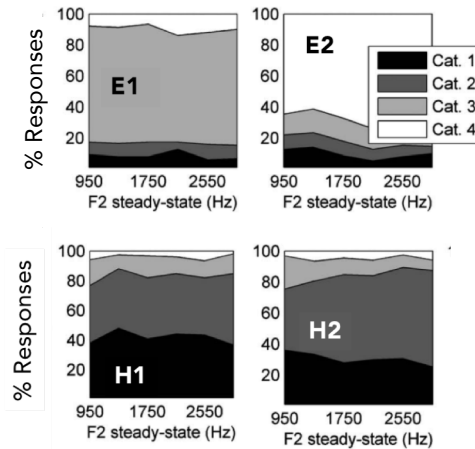 % Responses
100
80
60
40
20
E1
950 1750 2550
F2 steady-state (Hz)
100
80
60
40
20
E2
Cat. 1
Cat. 2
Cat. 3
Cat. 4
950 1750 2550
F2 steady-state (Hz)
% Responses
100
80
60
40
20
H1
950 1750 2550
F2 steady-state (Hz)
100
80
60
40
20
H2
950 1750 2550
F2 steady-state (Hz)